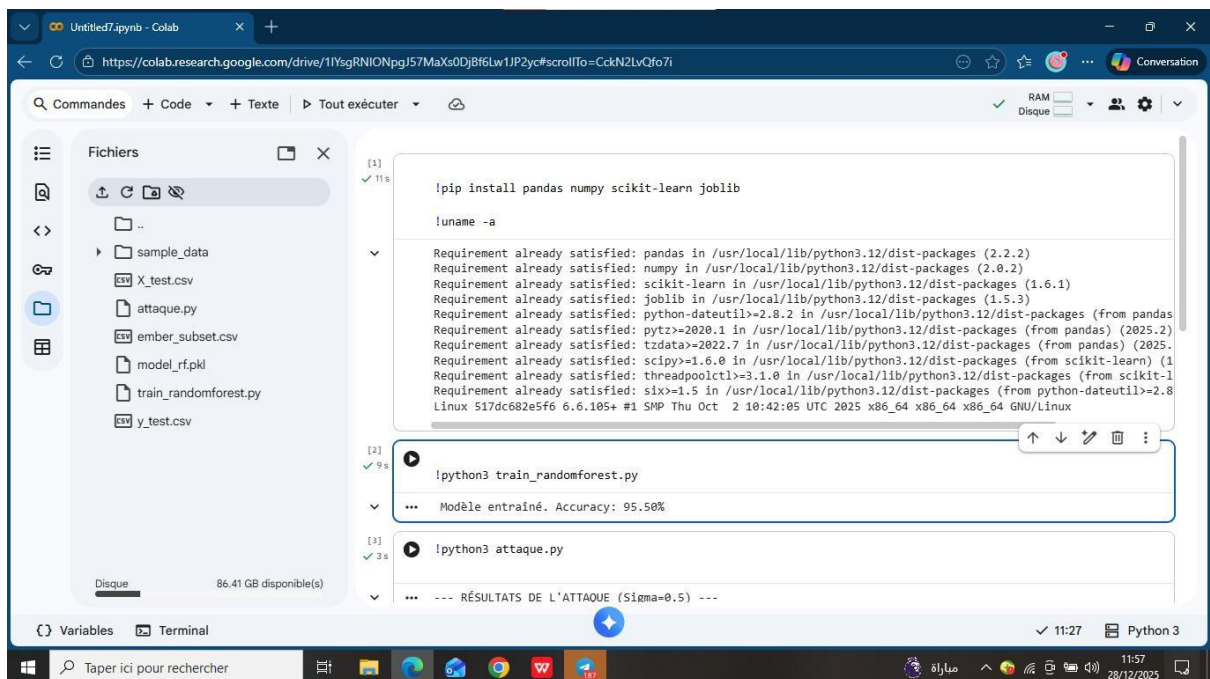 Untitled7.ipynb - Colab
https://colab.research.google.com/drive/1IYsgRNIONpgJ57MaXs0DjBf6Lw1JP2yc#scrollTo=CckN2LvQfo7i
Conversation
Commandes + Code + Texte Tout exécuter
RAM
Disque
Fichiers
..
sample_data
X_test.csv
attaque.py
ember_subset.csv
model_rf.pkl
train_randomforest.py
y_test.csv
Disque 86.41 GB disponible(s)
[1]
11 s
!pip install pandas numpy scikit-learn joblib
!uname -a
Requirement already satisfied: pandas in /usr/local/lib/python3.12/dist-packages (2.2.2)
Requirement already satisfied: numpy in /usr/local/lib/python3.12/dist-packages (2.0.2)
Requirement already satisfied: scikit-learn in /usr/local/lib/python3.12/dist-packages (1.6.1)
Requirement already satisfied: joblib in /usr/local/lib/python3.12/dist-packages (1.5.3)
Requirement already satisfied: python-dateutil>=2.8.2 in /usr/local/lib/python3.12/dist-packages (from pandas
Requirement already satisfied: pytz>=2020.1 in /usr/local/lib/python3.12/dist-packages (from pandas) (2025.2)
Requirement already satisfied: tzdata>=2022.7 in /usr/local/lib/python3.12/dist-packages (from pandas) (2025.
Requirement already satisfied: scipy>=1.6.0 in /usr/local/lib/python3.12/dist-packages (from scikit-learn) (1
Requirement already satisfied: threadpoolctl>=3.1.0 in /usr/local/lib/python3.12/dist-packages (from scikit-l
Requirement already satisfied: six>=1.5 in /usr/local/lib/python3.12/dist-packages (from python-dateutil>=2.8
Linux 517dc682e5f6 6.6.105+ #1 SMP Thu Oct 2 10:42:05 UTC 2025 x86_64 x86_64 x86_64 GNU/Linux
[2]
9 s
!python3 train_randomforest.py
Modèle entraîné. Accuracy: 95.50%
[3]
3 s
!python3 attaque.py
--- RÉSULTATS DE L'ATTAQUE (Sigma=0.5) ---
{} Variables Terminal
11:27 Python 3
Taper ici pour rechercher
187
مباراة
11:57
28/12/2025